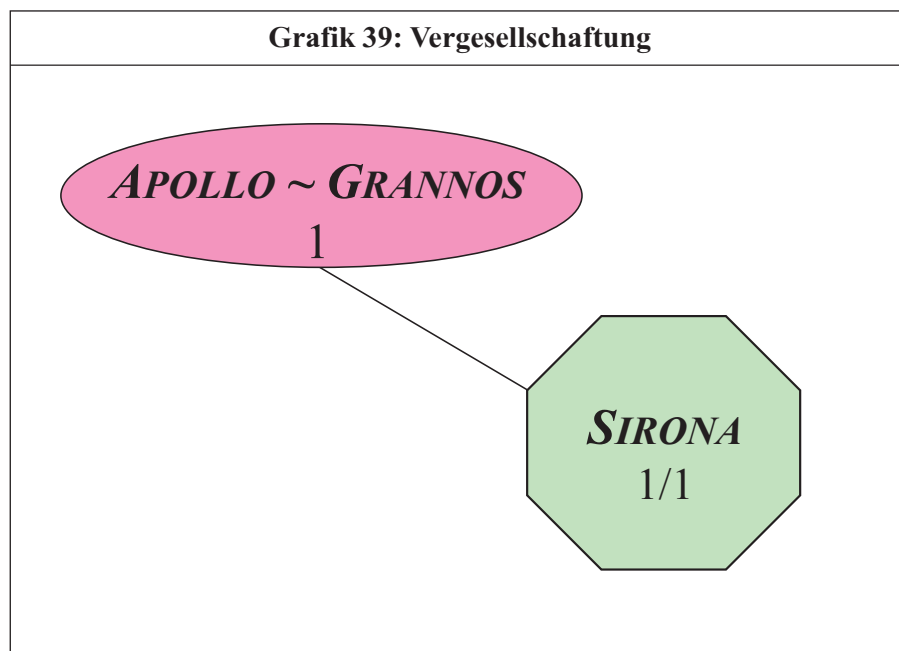 Grafik 39: Vergesellschaftung
APOLLO ~ GRANNOS
1
SIRONA
1/1